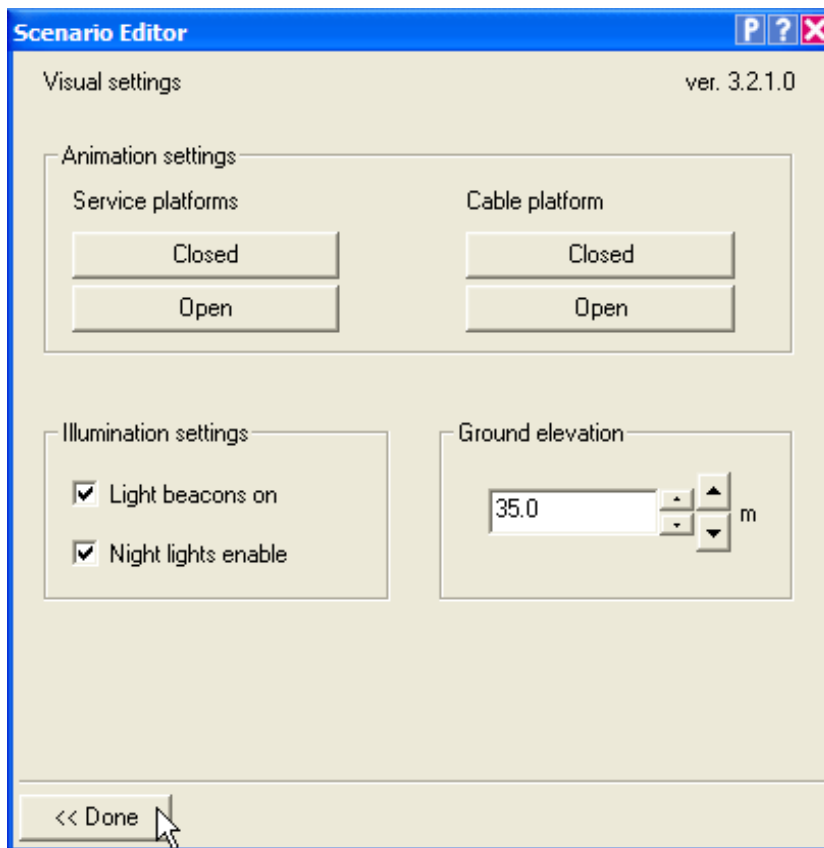 Scenario Editor P ?
Visual settings ver. 3.2.1.0
Animation settings
Service platforms Cable platform
Closed Closed
Open Open
Illumination settings Ground elevation
Light beacons on
35.0 m
Night lights enable
<< Done